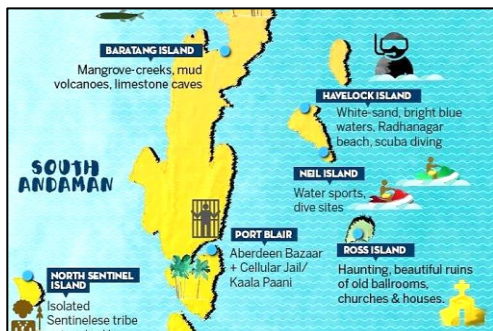 BARATANG ISLAND
Mangrove-creeks, mud
volcanoes, limestone caves
HAVELOCK ISLAND
White-sand, bright blue
waters, Radhanagar
beach, scuba diving
SOUTH
ANDAMAN
NEIL ISLAND
Water sports,
dive sites
PORT BLAIR
Aberdeen Bazaar
+ Cellular Jail/
Kaala Paani
ROSS ISLAND
Haunting, beautiful ruins
of old ballrooms,
churches & houses.
NORTH SENTINEL
ISLAND
Isolated
Sentinelese tribe